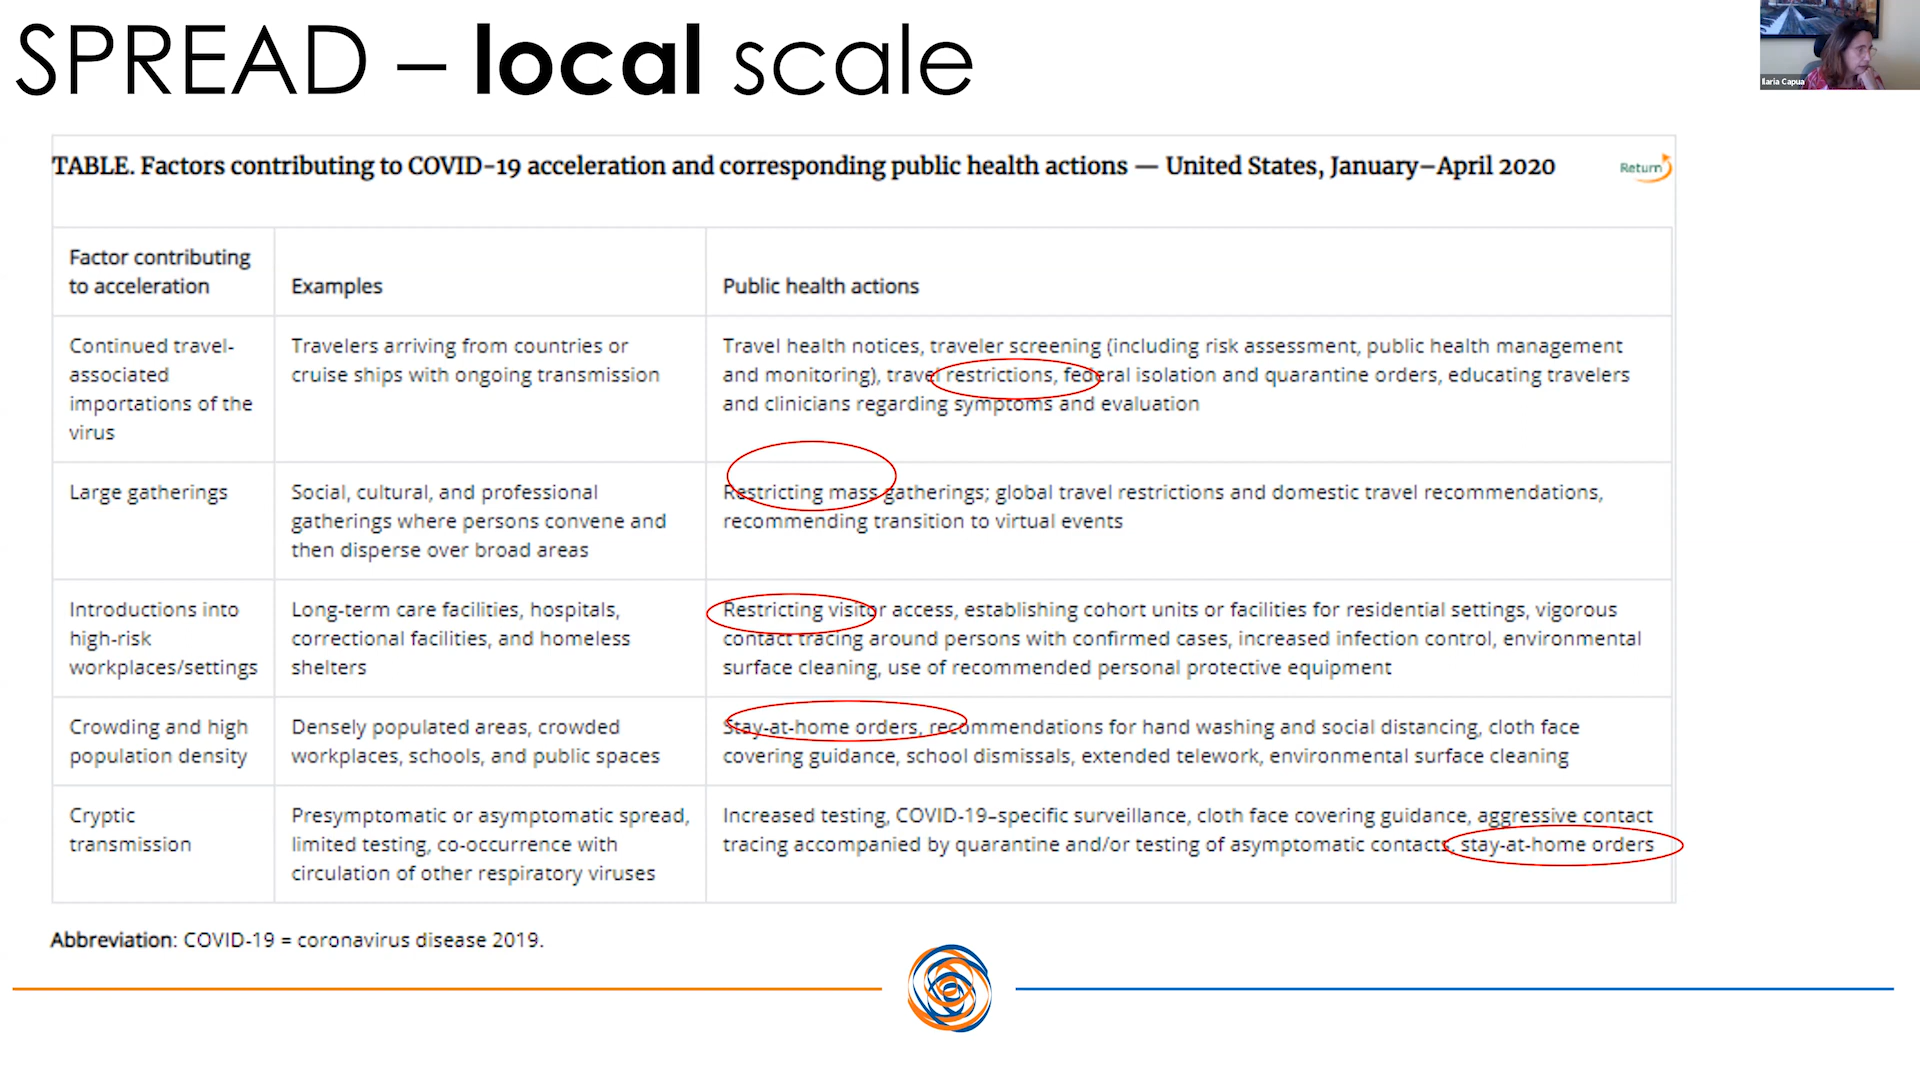 SPREAD – local scale
Ilaria Capua
TABLE. Factors contributing to COVID-19 acceleration and corresponding public health actions — United States, January–April 2020
Return
Factor contributing
to acceleration
Examples
Public health actions
Continued travel-
associated
importations of the
virus
Travelers arriving from countries or
cruise ships with ongoing transmission
Travel health notices, traveler screening (including risk assessment, public health management
and monitoring), travel restrictions, federal isolation and quarantine orders, educating travelers
and clinicians regarding symptoms and evaluation
Large gatherings
Social, cultural, and professional
gatherings where persons convene and
then disperse over broad areas
Restricting mass gatherings; global travel restrictions and domestic travel recommendations,
recommending transition to virtual events
Introductions into
high-risk
workplaces/settings
Long-term care facilities, hospitals,
correctional facilities, and homeless
shelters
Restricting visitor access, establishing cohort units or facilities for residential settings, vigorous
contact tracing around persons with confirmed cases, increased infection control, environmental
surface cleaning, use of recommended personal protective equipment
Crowding and high
population density
Densely populated areas, crowded
workplaces, schools, and public spaces
Stay-at-home orders, recommendations for hand washing and social distancing, cloth face
covering guidance, school dismissals, extended telework, environmental surface cleaning
Cryptic
transmission
Presymptomatic or asymptomatic spread,
limited testing, co-occurrence with
circulation of other respiratory viruses
Increased testing, COVID-19–specific surveillance, cloth face covering guidance, aggressive contact
tracing accompanied by quarantine and/or testing of asymptomatic contacts, stay-at-home orders
Abbreviation: COVID-19 = coronavirus disease 2019.